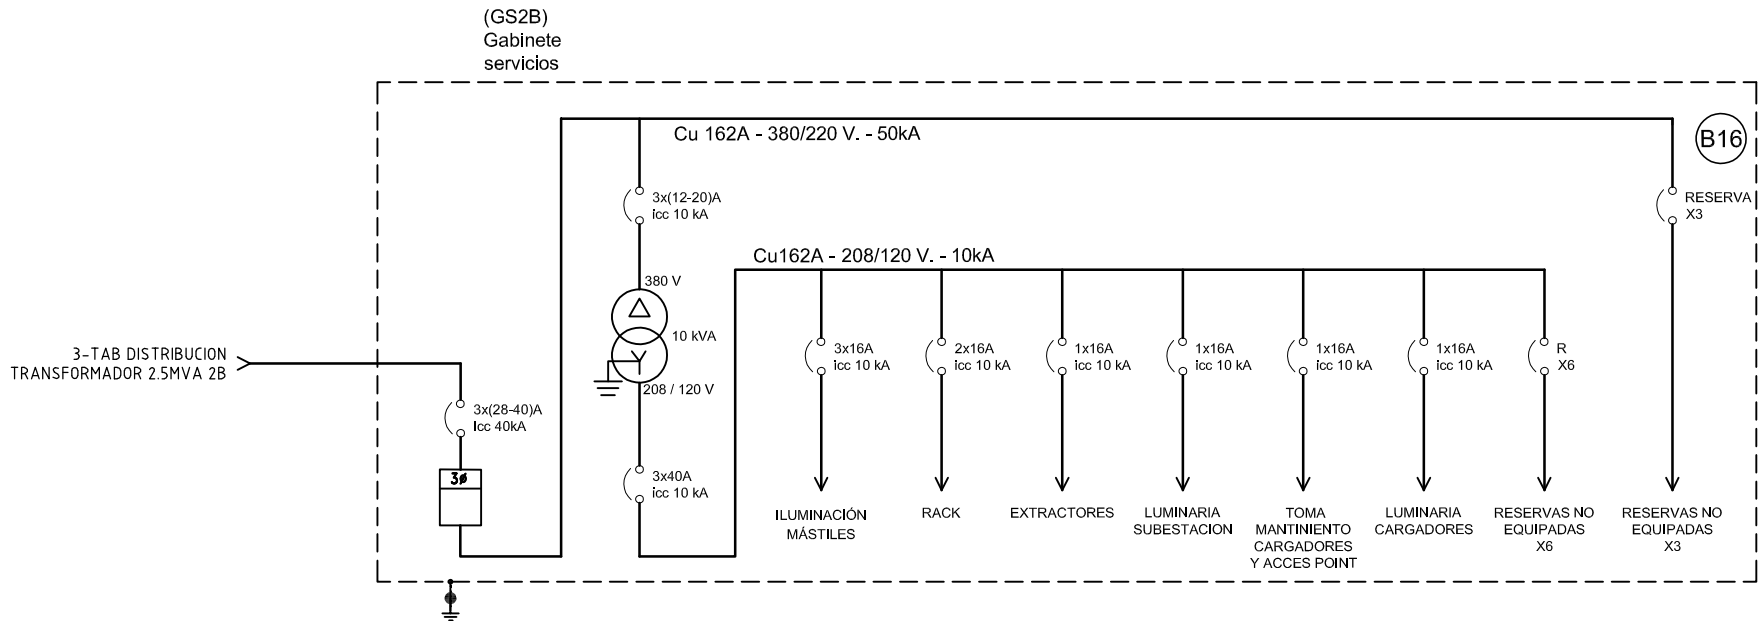 (GS2B)
Gabinete
servicios
Cu 162A - 380/220 V. - 50kA
B16
3x(12-20)A
icc 10 kA
RESERVA
X3
Cu162A - 208/120 V. - 10kA
380 V
10 kVA
208 / 120 V
3-TAB DISTRIBUCION
TRANSFORMADOR 2.5MVA 2B
3x(28-40)A
Icc 40kA
3ø
3x40A
icc 10 kA
3x16A
icc 10 kA
2x16A
icc 10 kA
1x16A
icc 10 kA
1x16A
icc 10 kA
1x16A
icc 10 kA
1x16A
icc 10 kA
R
X6
ILUMINACIÓN
MÁSTILES
RACK
EXTRACTORES
LUMINARIA
SUBESTACION
TOMA
MANTINIENTO
CARGADORES
Y ACCES POINT
LUMINARIA
CARGADORES
RESERVAS NO
EQUIPADAS
X6
RESERVAS NO
EQUIPADAS
X3